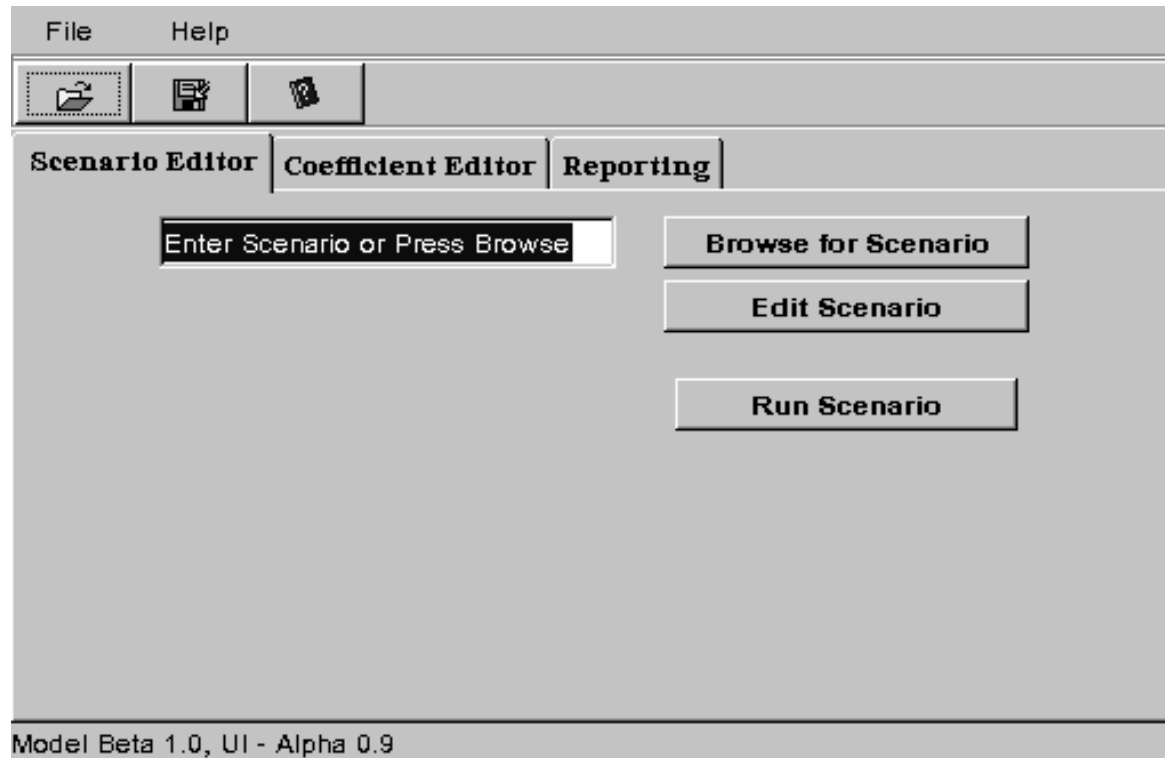 File Help
Scenario Editor Coefficient Editor Reporting
Enter Scenario or Press Browse Browse for Scenario
Edit Scenario
Run Scenario
Model Beta 1.0, UI - Alpha 0.9